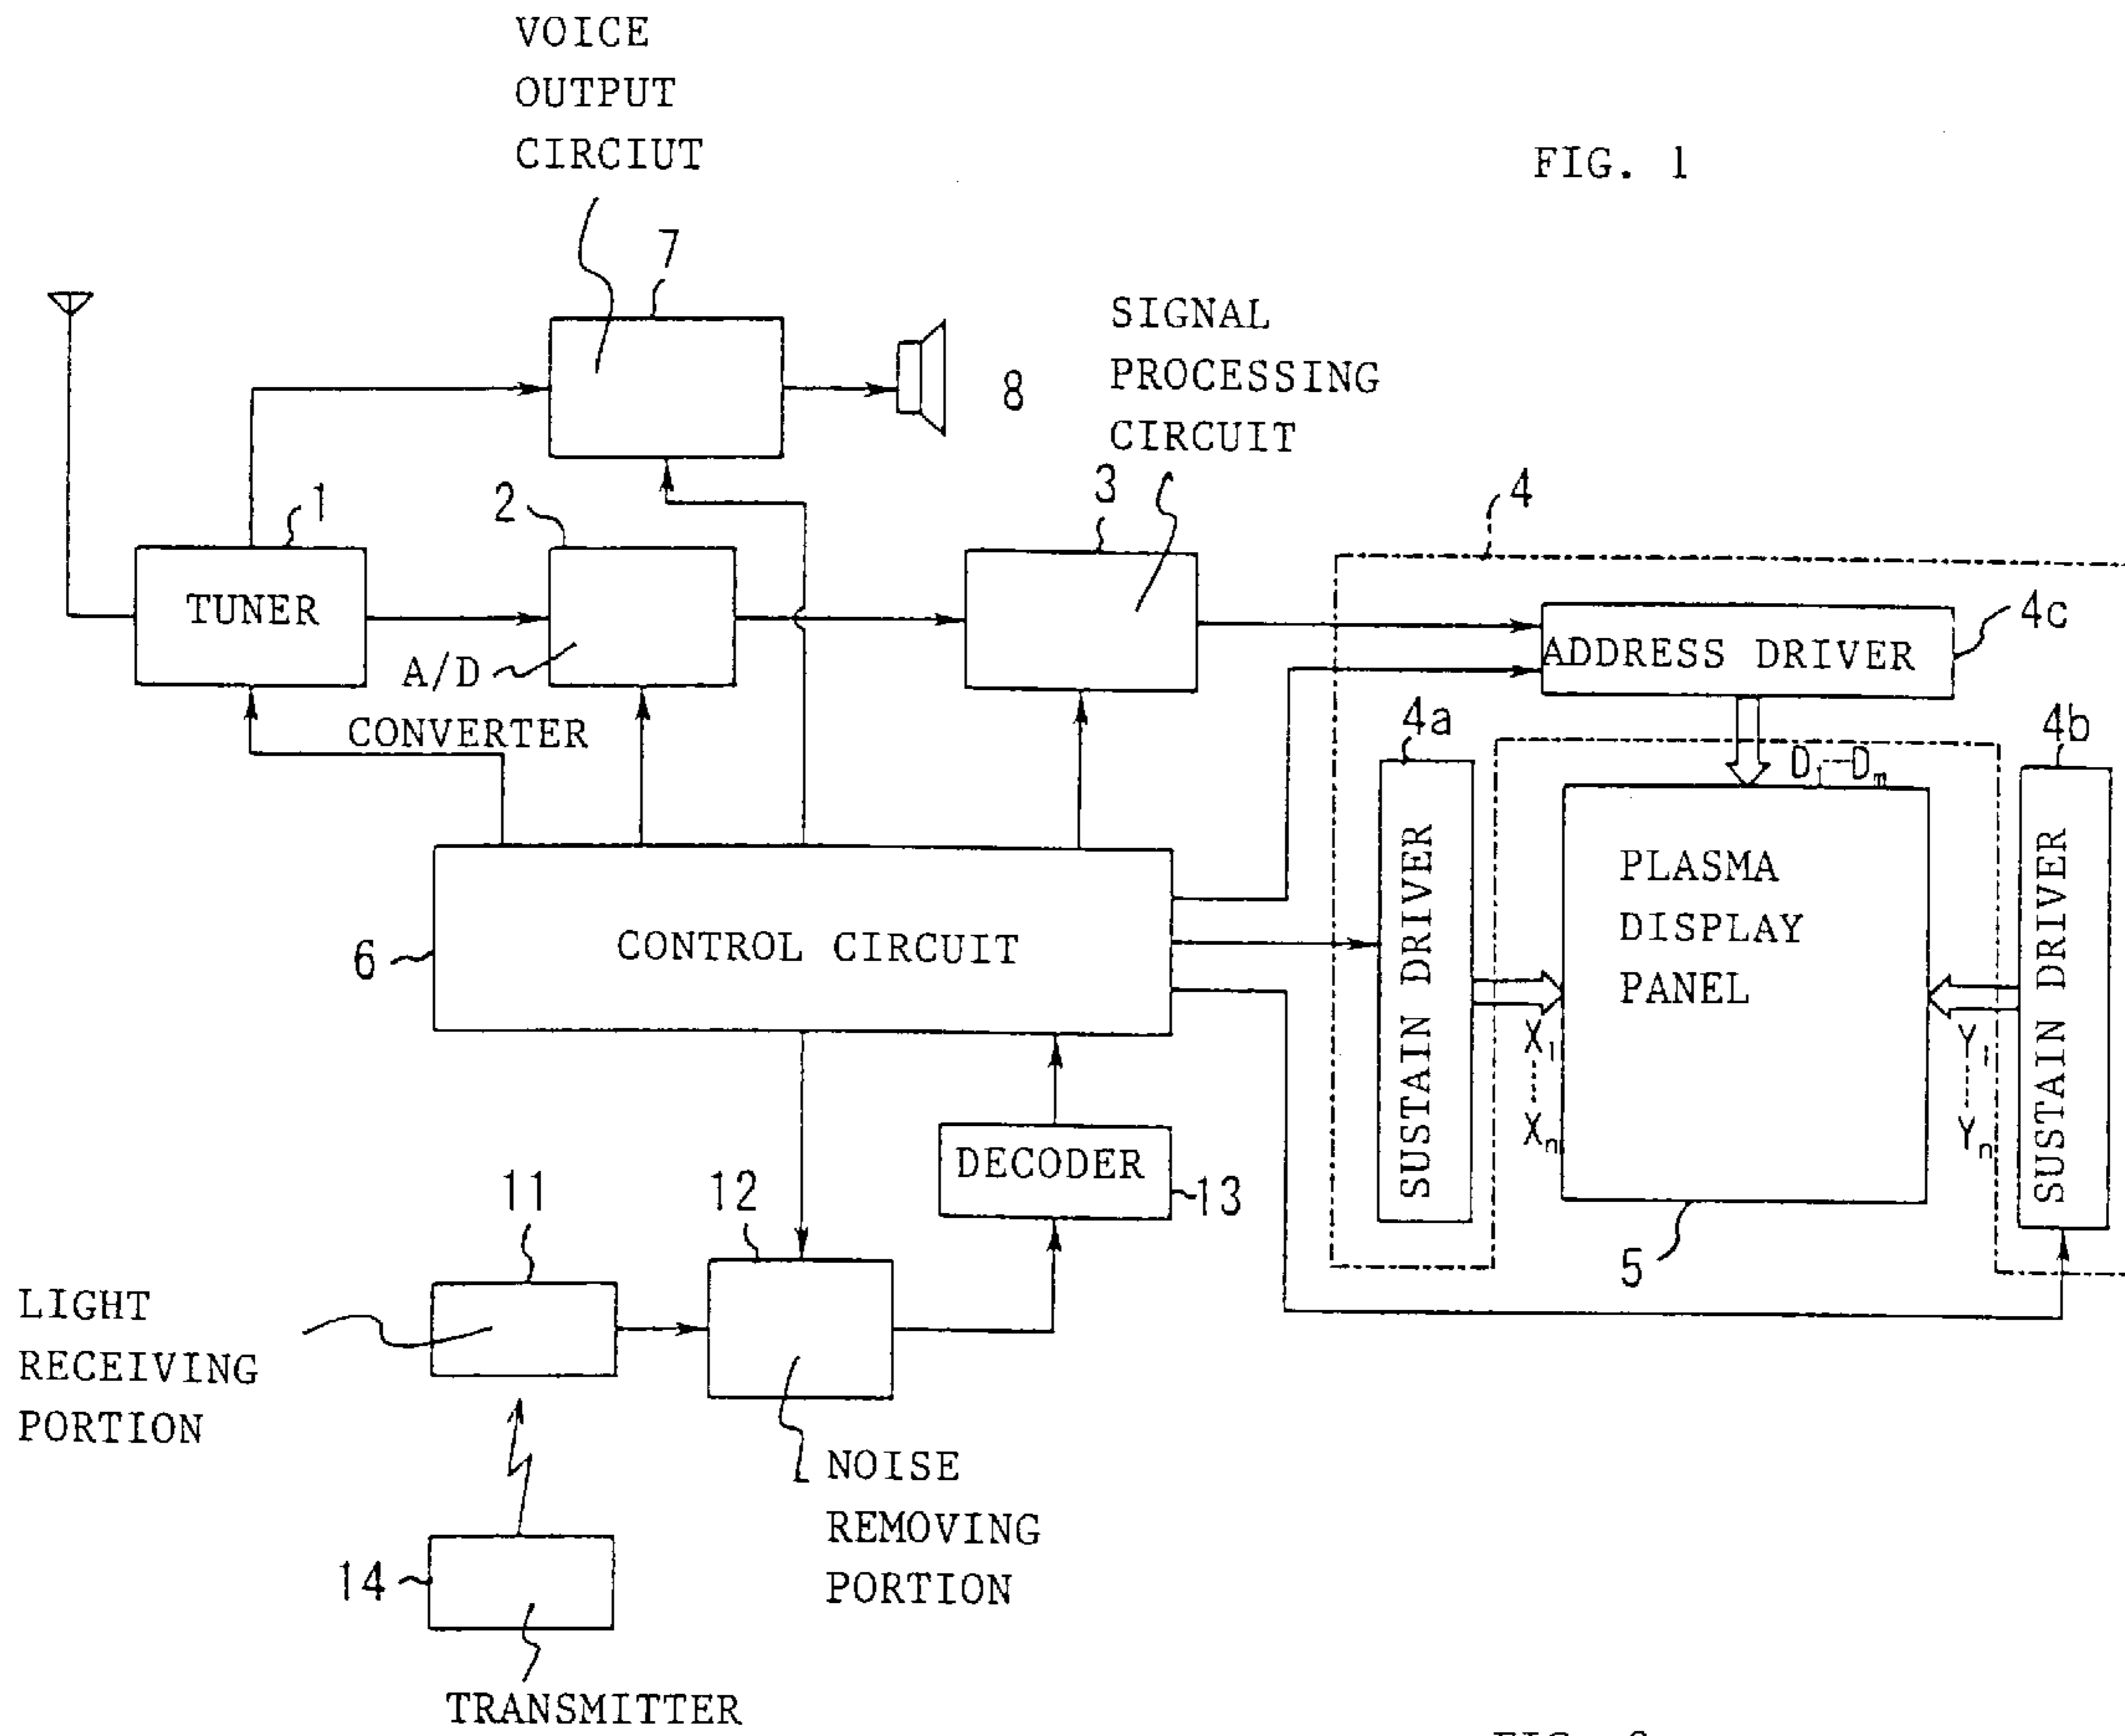 VOICE
OUTPUT
CIRCIUT
FIG. 1
7
8
SIGNAL
PROCESSING
CIRCUIT
1
2
3
4
TUNER
A/D
CONVERTER
ADDRESS DRIVER
4c
4a
4b
D1---Dm
SUSTAIN DRIVER
PLASMA
DISPLAY
PANEL
SUSTAIN DRIVER
6
CONTROL CIRCUIT
X1
Xn
Y1
Yn
5
DECODER
13
11
12
LIGHT
RECEIVING
PORTION
NOISE
REMOVING
PORTION
14
TRANSMITTER